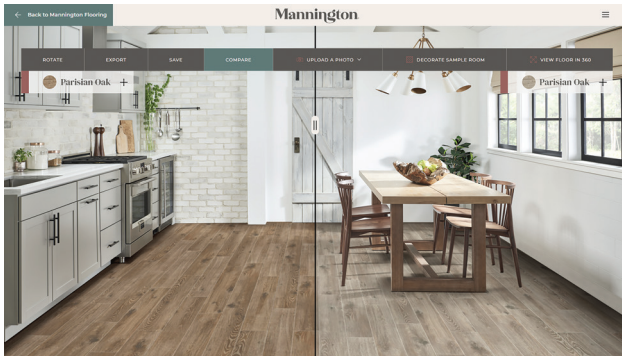 Back to Mannington Flooring
Mannington.
ROTATE
EXPORT
SAVE
COMPARE
UPLOAD A PHOTO
DECORATE SAMPLE ROOM
VIEW FLOOR IN 360
Parisian Oak
Parisian Oak